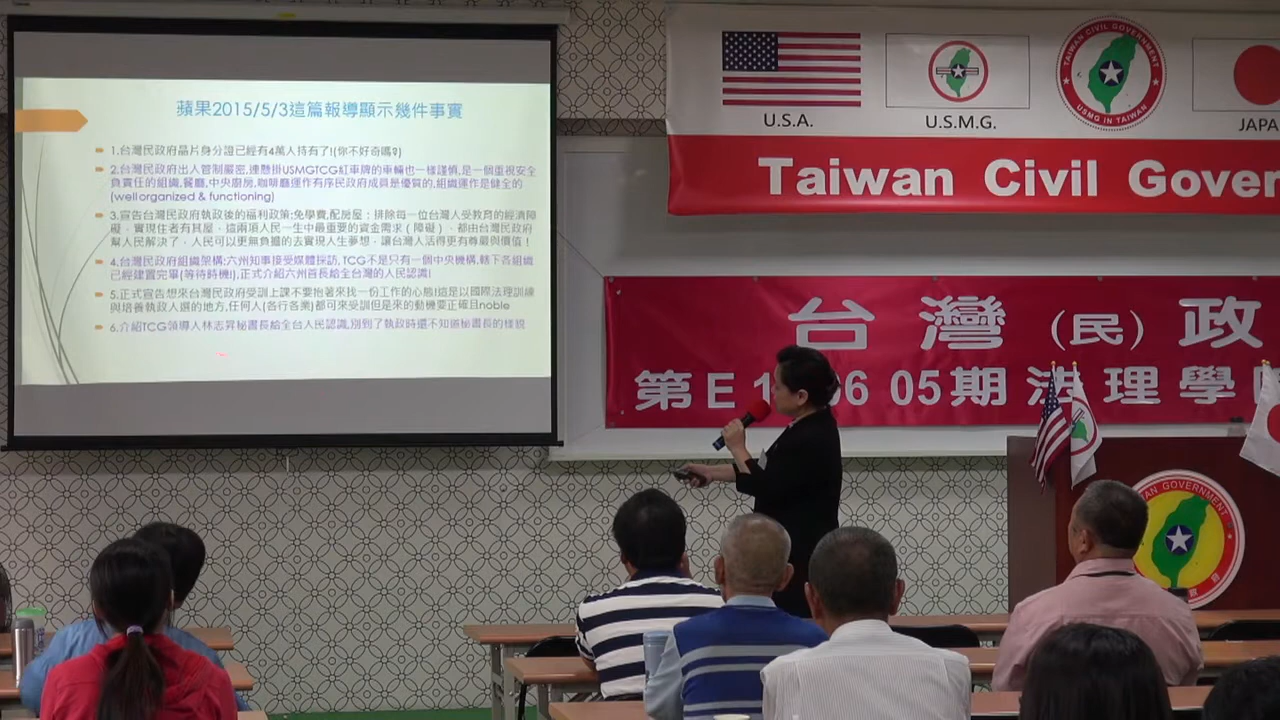 蘋果2015/5/3這篇報導顯示幾件事實
1.台灣民政府晶片身分證已經有4萬人持有了!(你不好奇嗎?)
2.台灣民政府出入管制嚴密,連懸掛USMGTCG紅車牌的車輛也一樣謹慎,是一個重視安全
負責任的組織.餐廳,中央廚房,咖啡廳運作有序民政府成員是優質的,組織運作是健全的
(well organized & functioning)
3.宣告台灣民政府執政後的福利政策:免學費,配房屋；排除每一位台灣人受教育的經濟障
礙，實現住者有其屋，這兩項人民一生中最重要的資金需求（障礙）、都由台灣民政府
幫人民解決了，人民可以更無負擔的去實現人生夢想，讓台灣人活得更有尊嚴與價值！
4.台灣民政府組織架構:六州知事接受媒體採訪, TCG不是只有一個中央機構,轄下各組織
已經建置完畢(等待時機!),正式介紹六州首長給全台灣的人民認識!
5.正式宣告想來台灣民政府受訓上課不要抱著來找一份工作的心態!這是以國際法理訓練
與培養執政人選的地方,任何人(各行各業)都可來受訓但是來的動機要正確且noble
6.介紹TCG領導人林志昇秘書長給全台人民認識,別到了執政時還不知道秘書長的樣貌
U.S.A.
U.S.M.G.
JAPA
TAIWAN CIVIL GOVERNMENT
USMG IN TAIWAN
Taiwan Civil Gover
台灣（民）政
第E1 06 05期法理學
WAN GOVERNMENT